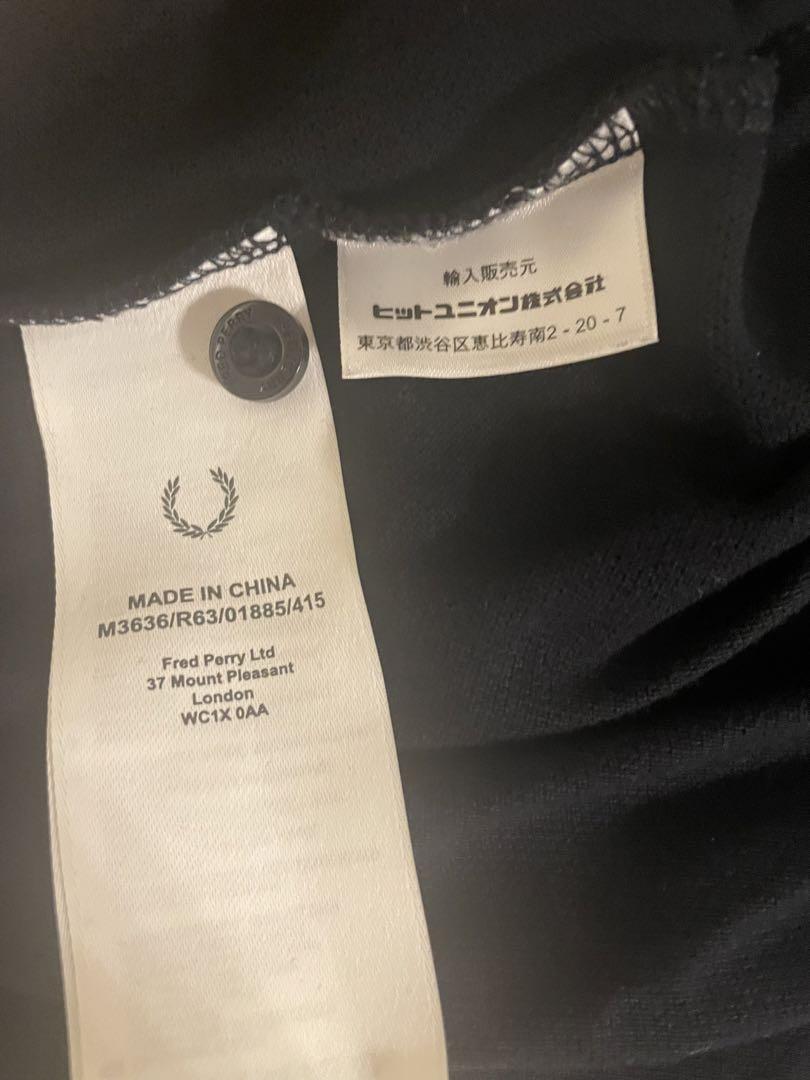 輸入販売元
ヒットユニオン株式会社
東京都渋谷区恵比寿南2-20-7
FRED PERRY
MADE IN CHINA
M3636/R63/01885/415
Fred Perry Ltd
37 Mount Pleasant
London
WC1X 0AA